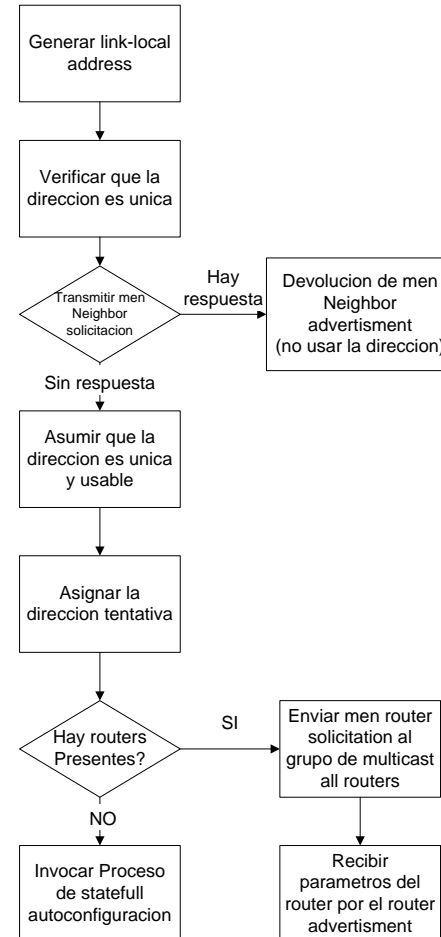 Generar link-local
address
Verificar que la
direccion es unica
Transmitir men
Neighbor
solicitacion
Hay
respuesta
Devolucion de men
Neighbor
advertisment
(no usar la direccion)
Sin respuesta
Asumir que la
direccion es unica
y usable
Asignar la
direccion tentativa
Hay routers
Presentes?
SI
Enviar men router
solicitation al
grupo de multicast
all routers
NO
Invocar Proceso
de statefull
autoconfiguracion
Recibir
parametros del
router por el router
advertisment